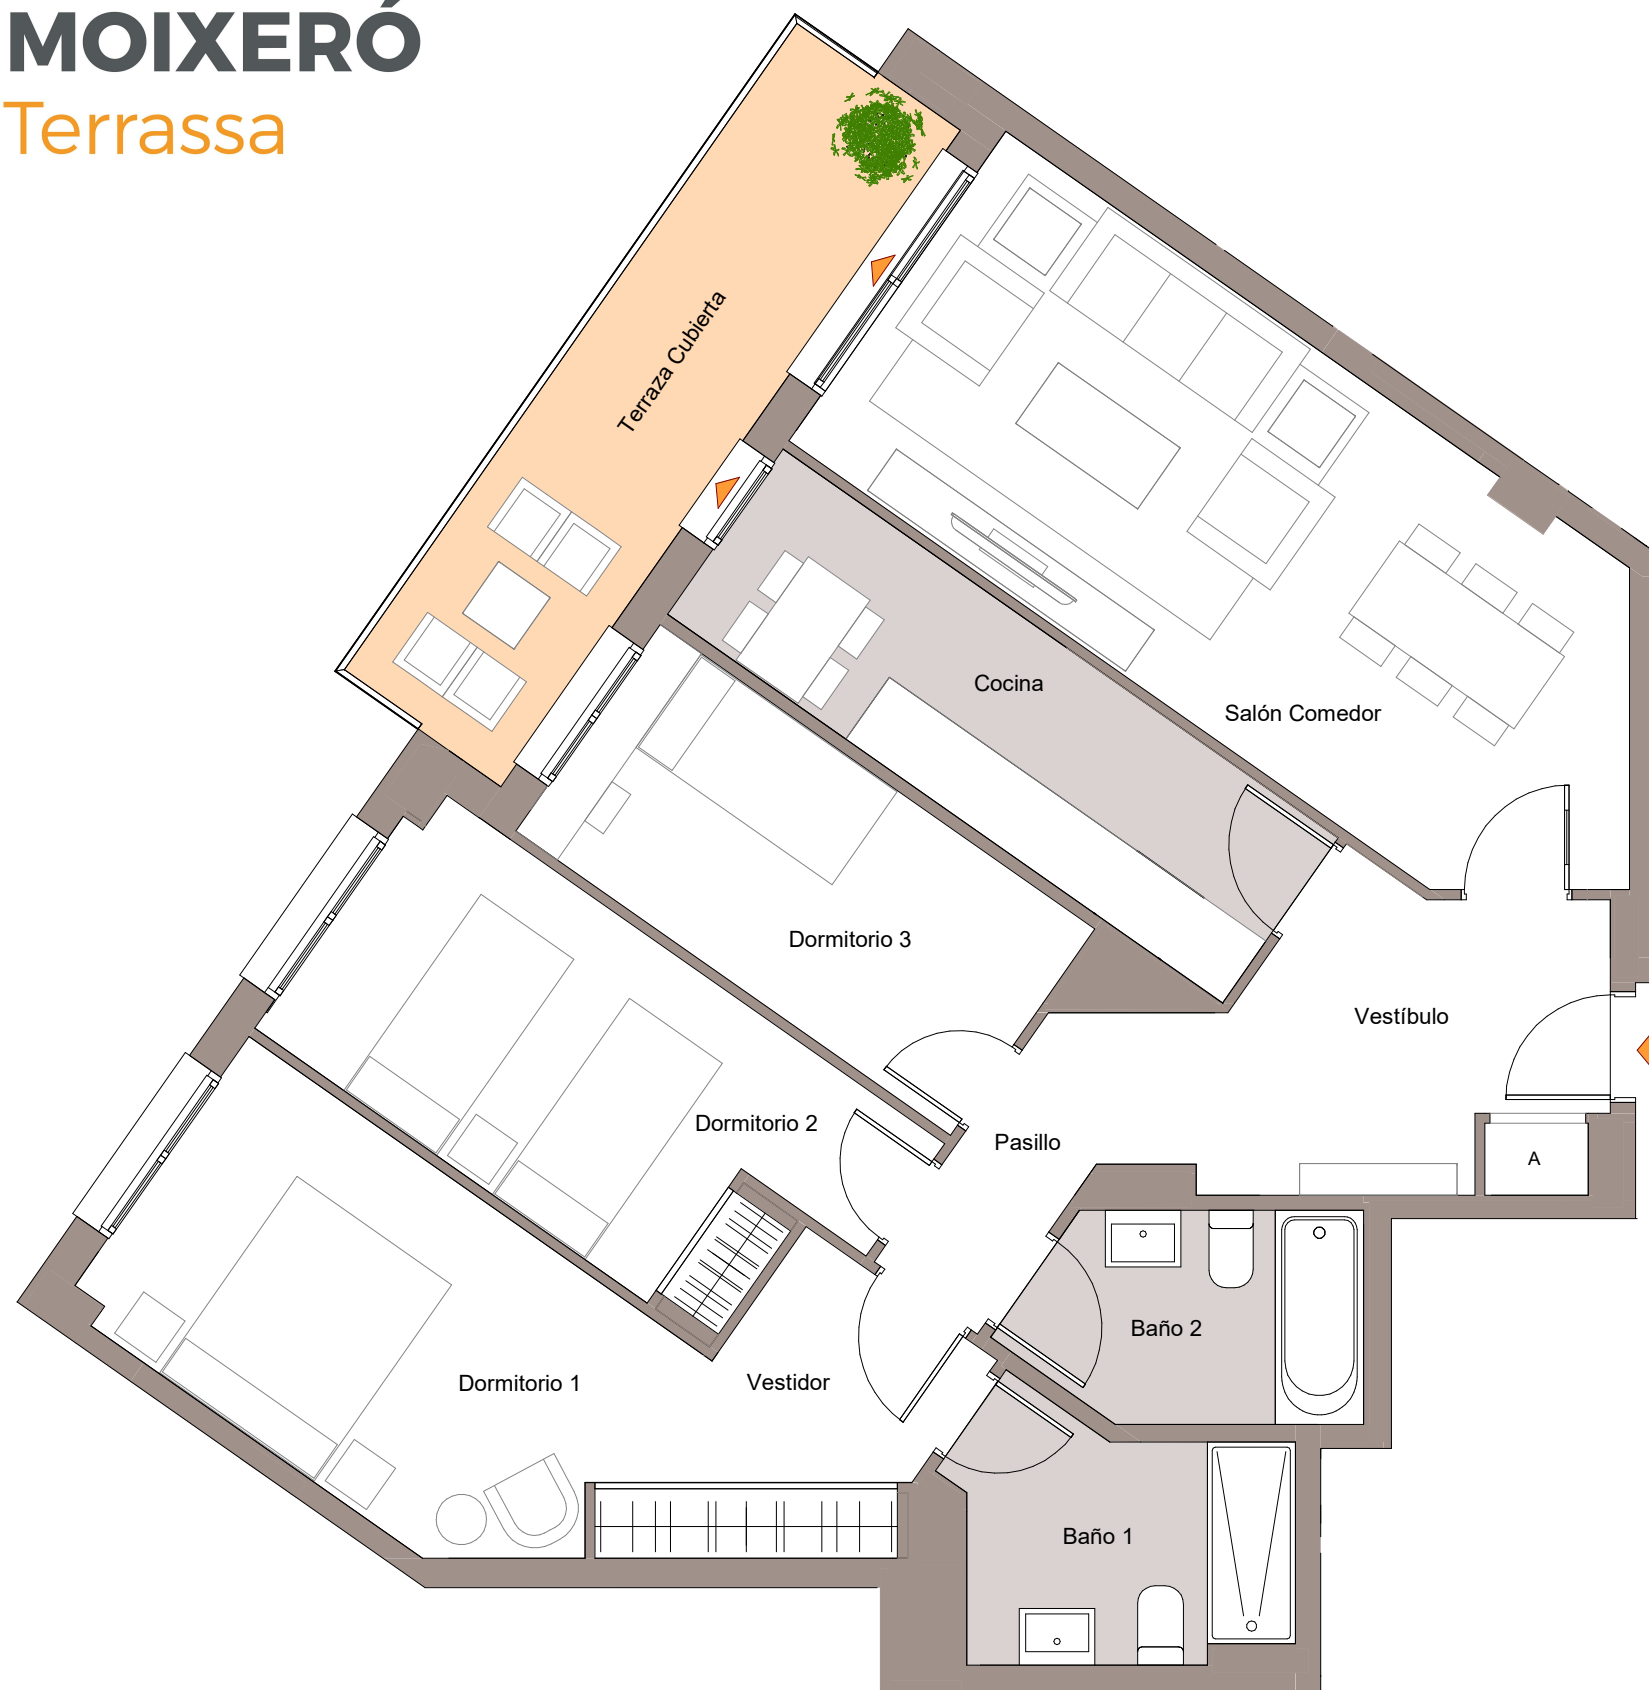 MOIXERÓ
Terrassa
Terraza Cubierta
Cocina
Salón Comedor
Dormitorio 3
Vestíbulo
Dormitorio 2
Pasillo
A
Baño 2
Dormitorio 1
Vestidor
Baño 1